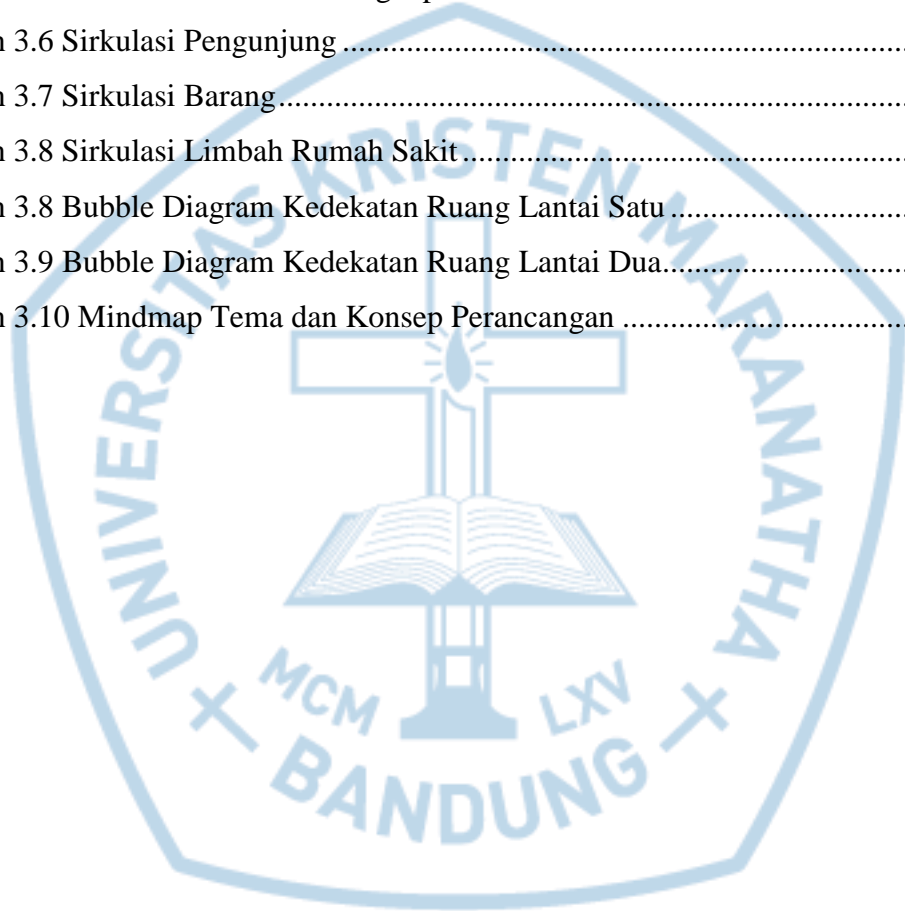 n 3.6 Sirkulasi Pengunjung ......................................................................
n 3.7 Sirkulasi Barang..............................................................................
n 3.8 Sirkulasi Limbah Rumah Sakit.......................................................
n 3.8 Bubble Diagram Kedekatan Ruang Lantai Satu .............................
n 3.9 Bubble Diagram Kedekatan Ruang Lantai Dua..............................
n 3.10 Mindmap Tema dan Konsep Perancangan ...................................
UNIVERSITAS KRISTEN MARANATHA
MCM LXV
BANDUNG